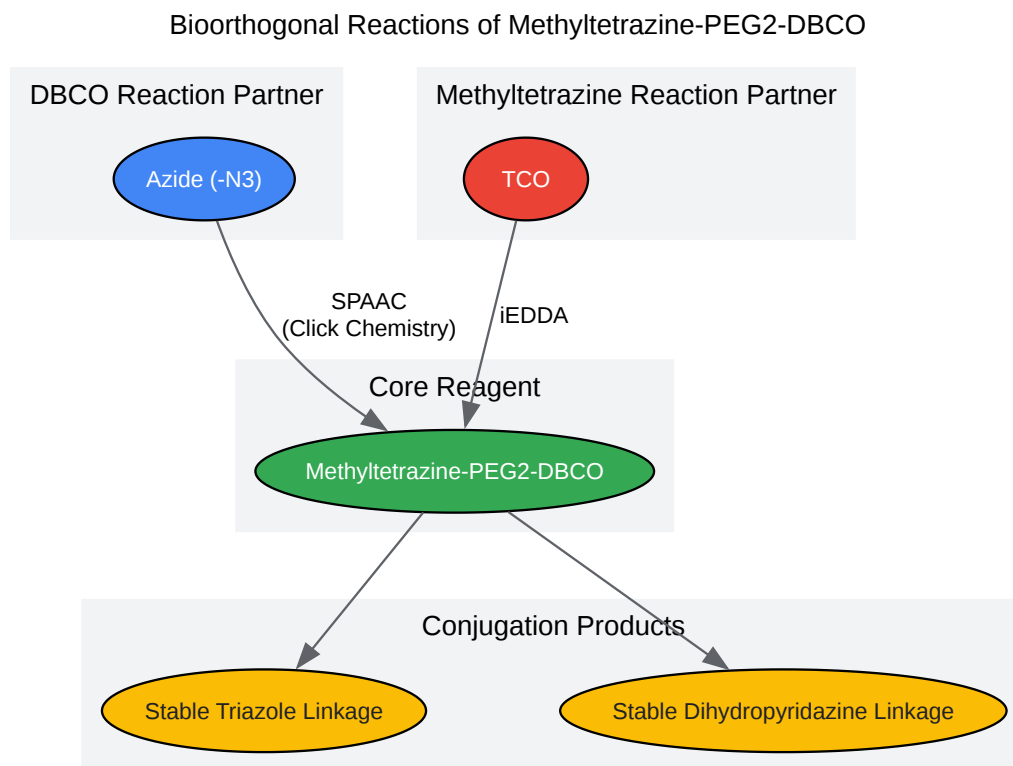 Bioorthogonal Reactions of Methyltetrazine-PEG2-DBCO
DBCO Reaction Partner
Methyltetrazine Reaction Partner
Azide (-N3)
TCO
SPAAC
(Click Chemistry)
iEDDA
Core Reagent
Methyltetrazine-PEG2-DBCO
Conjugation Products
Stable Triazole Linkage
Stable Dihydropyridazine Linkage